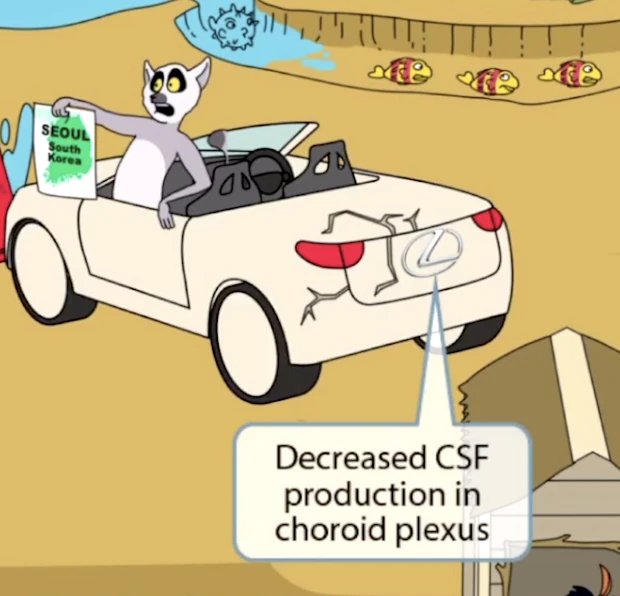 SEOUL
South
Korea
Decreased CSF
production in
choroid plexus